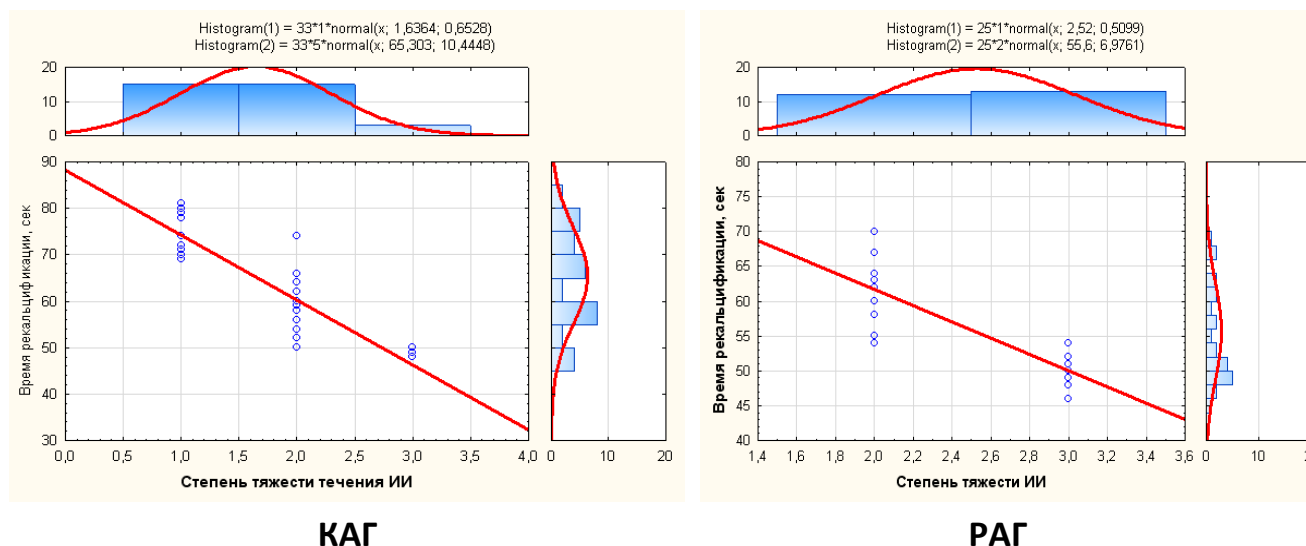 Histogram(1) = 33*1*normal(x; 1,6364; 0,6528)
Histogram(2) = 33*5*normal(x; 65,303; 10,4448)
20
10
0
90
80
70
60
50
40
30
Время рекальцификации, сек
0,0 0,5 1,0 1,5 2,0 2,5 3,0 3,5 4,0
0 10 20
Степень тяжести течения ИИ
КАГ
Histogram(1) = 25*1*normal(x; 2,52; 0,5099)
Histogram(2) = 25*2*normal(x; 55,6; 6,9761)
20
10
0
80
75
70
65
60
55
50
45
40
Время рекальцификации, сек
1,4 1,6 1,8 2,0 2,2 2,4 2,6 2,8 3,0 3,2 3,4 3,6
0 10
Степень тяжести ИИ
РАГ